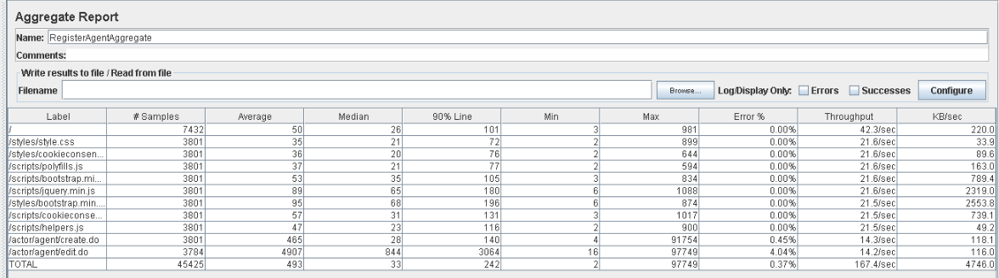 Aggregate Report
Name: RegisterAgentAggregate
Comments:
Write results to file / Read from file
Filename Browse... Log/Display Only: Errors Successes Configure
Label # Samples Average Median 90% Line Min Max Error % Throughput KB/sec
/ 7432 50 26 101 3 981 0.00% 42.3/sec 220.0
/styles/style.css 3801 35 21 72 2 899 0.00% 21.6/sec 33.9
/styles/cookieconsen... 3801 36 20 76 2 644 0.00% 21.6/sec 89.6
/scripts/polyfills.js 3801 37 21 77 2 594 0.00% 21.6/sec 163.0
/scripts/bootstrap.mi... 3801 53 35 105 3 834 0.00% 21.6/sec 789.4
/scripts/jquery.min.js 3801 89 65 180 6 1088 0.00% 21.6/sec 2319.0
/styles/bootstrap.min.... 3801 95 68 196 6 874 0.00% 21.5/sec 2553.8
/scripts/cookieconse... 3801 57 31 131 3 1017 0.00% 21.5/sec 739.1
/scripts/helpers.js 3801 47 23 116 2 900 0.00% 21.5/sec 49.2
/actor/agent/create.do 3801 465 28 140 4 91754 0.45% 14.3/sec 118.1
/actor/agent/edit.do 3784 4907 844 3064 16 97749 4.04% 14.2/sec 116.0
TOTAL 45425 493 33 242 2 97749 0.37% 167.4/sec 4746.0